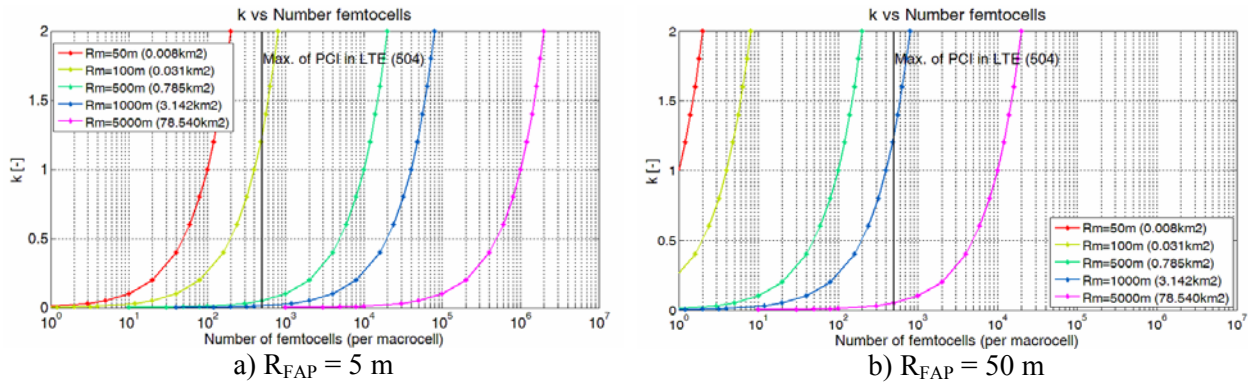 k vs Number femtocells
2
1.5
1
0.5
0
k [-]
Rm=50m (0.008km2)
Rm=100m (0.031km2)
Rm=500m (0.785km2)
Rm=1000m (3.142km2)
Rm=5000m (78.540km2)
Max. of PCI in LTE (504)
10^0 10^1 10^2 10^3 10^4 10^5 10^6 10^7
Number of femtocells (per macrocell)
a) R_FAP = 5 m
k vs Number femtocells
2
1.5
1
0.5
0
k [-]
Max. of PCI in LTE (504)
Rm=50m (0.008km2)
Rm=100m (0.031km2)
Rm=500m (0.785km2)
Rm=1000m (3.142km2)
Rm=5000m (78.540km2)
10^0 10^1 10^2 10^3 10^4 10^5 10^6 10^7
Number of femtocells (per macrocell)
b) R_FAP = 50 m